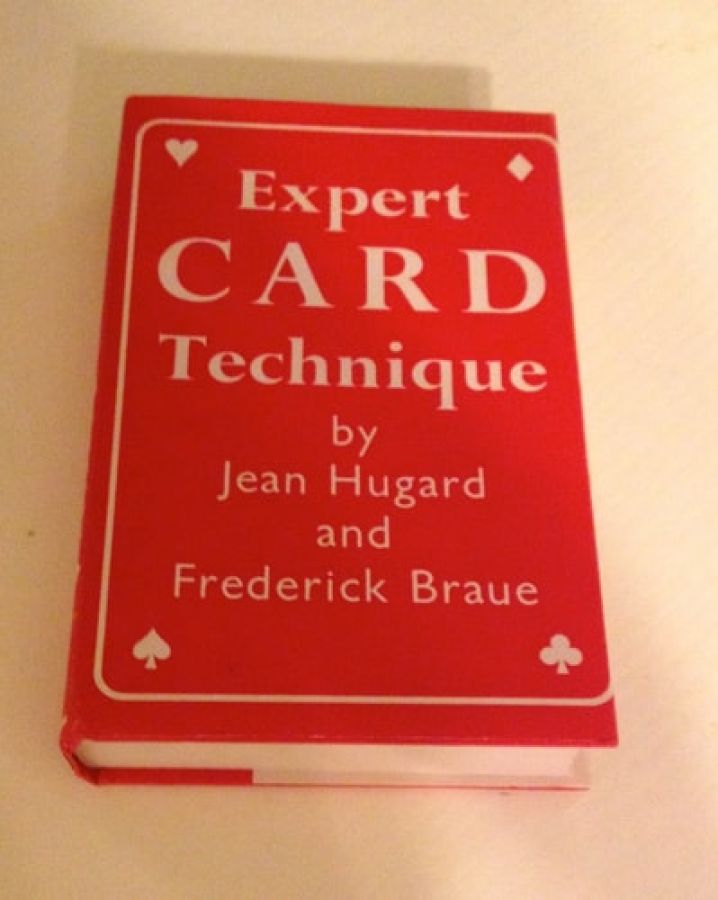 Expert
CARD
Technique
by
Jean Hugard
and
Frederick Braue